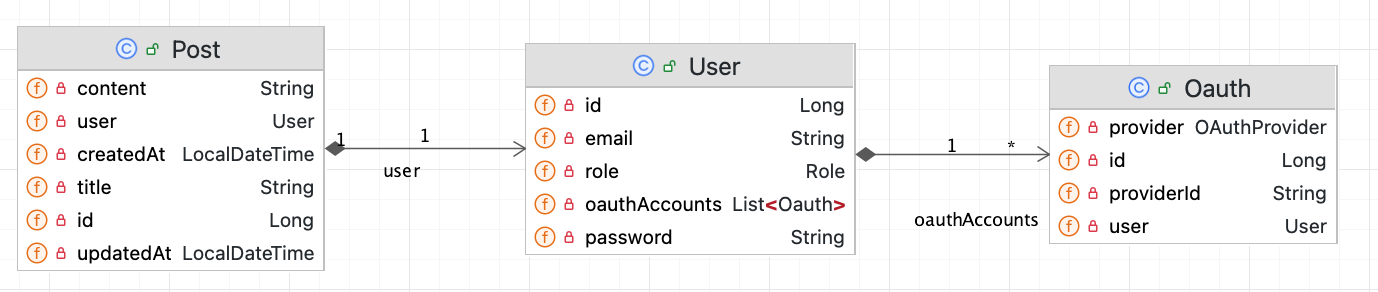 Post
content String
user User
createdAt LocalDateTime
title String
id Long
updatedAt LocalDateTime
1 1
user
User
id Long
email String
role Role
oauthAccounts List<Oauth>
password String
1 *
oauthAccounts
Oauth
provider OAuthProvider
id Long
providerId String
user User